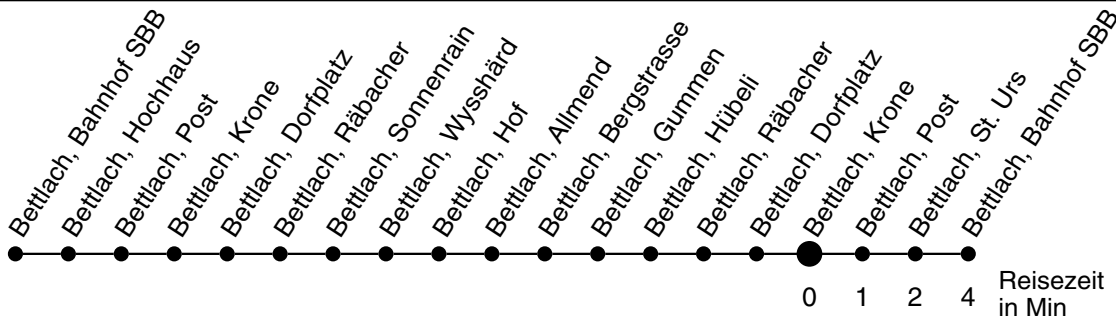 Bettlach, Bahnhof SBB
Bettlach, Hochhaus
Bettlach, Post
Bettlach, Krone
Bettlach, Dorfplatz
Bettlach, Räbacher
Bettlach, Sonnenrain
Bettlach, Wysshärd
Bettlach, Hof
Bettlach, Allmend
Bettlach, Bergstrasse
Bettlach, Gummen
Bettlach, Hübeli
Bettlach, Räbacher
Bettlach, Dorfplatz
Bettlach, Krone
Bettlach, Post
Bettlach, St. Urs
Bettlach, Bahnhof SBB
0 1 2 4 Reisezeit
in Min